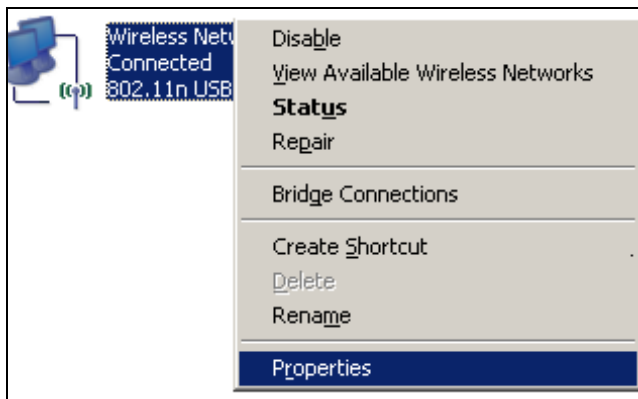 Wireless Net
Connected
802.11n USB
Disable
View Available Wireless Networks
Status
Repair
Bridge Connections
Create Shortcut
Delete
Rename
Properties